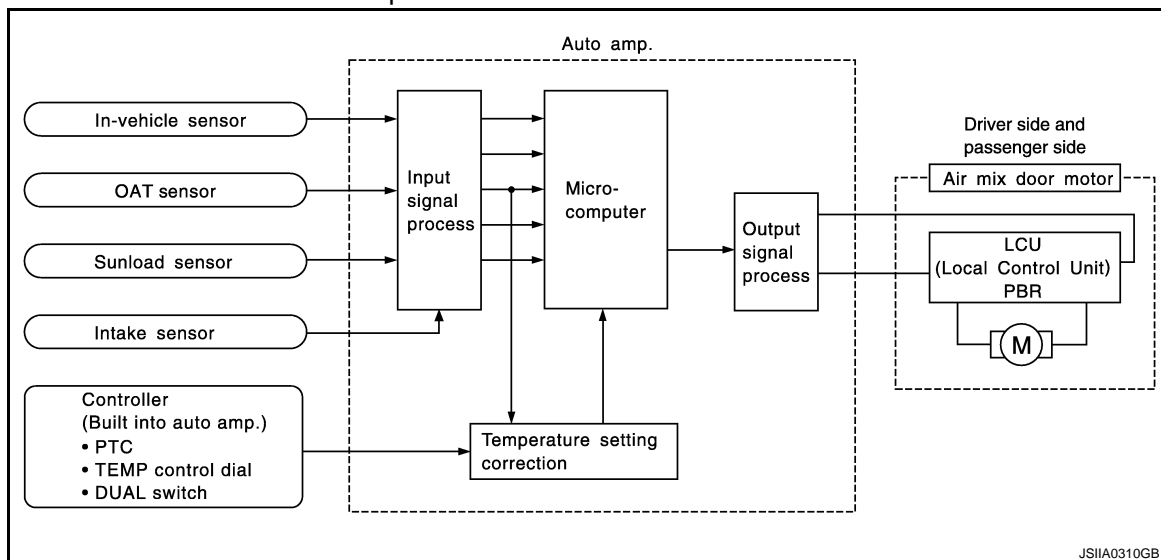 Auto amp.
In-vehicle sensor
OAT sensor
Sunload sensor
Intake sensor
Controller
(Built into auto amp.)
• PTC
• TEMP control dial
• DUAL switch
Input
signal
process
Micro-
computer
Temperature setting
correction
Output
signal
process
Driver side and
passenger side
Air mix door motor
LCU
(Local Control Unit)
PBR
M
JSIIA0310GB